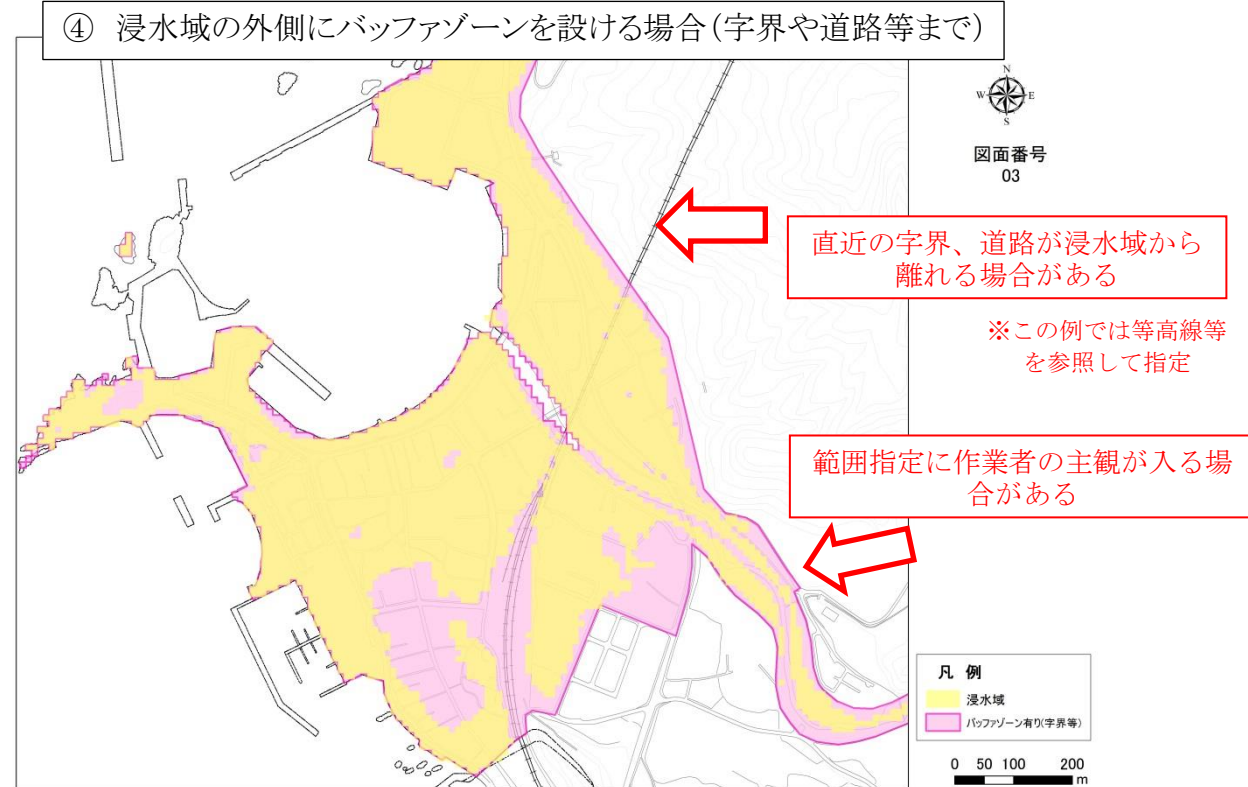 ④ 浸水域の外側にバッファゾーンを設ける場合(字界や道路等まで)
N
W E
S
図面番号
03
直近の字界、道路が浸水域から
離れる場合がある
※この例では等高線等
を参照して指定
範囲指定に作業者の主観が入る場
合がある
凡 例
浸水域
バッファゾーン有り(字界等)
0 50 100 200
m